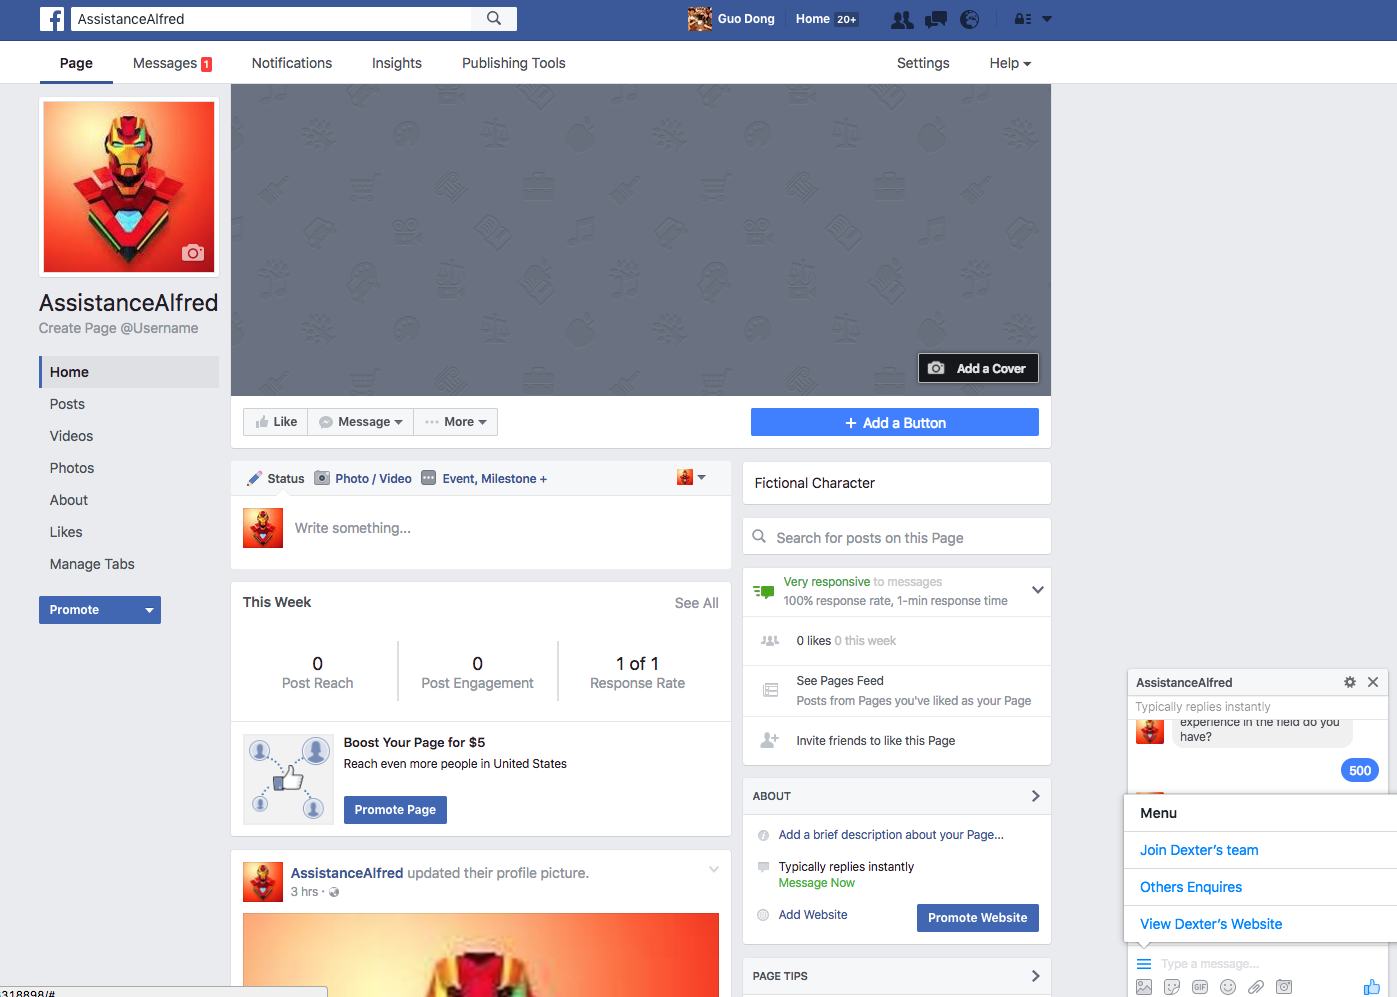 AssistanceAlfred
Guo Dong
Home 20+
Page
Messages 1
Notifications
Insights
Publishing Tools
Settings
Help
AssistanceAlfred
Create Page @Username
Home
Posts
Videos
Photos
About
Likes
Manage Tabs
Promote
Add a Cover
Like
Message
More
+ Add a Button
Status
Photo / Video
Event, Milestone +
Write something...
This Week
See All
0
Post Reach
0
Post Engagement
1 of 1
Response Rate
Boost Your Page for $5
Reach even more people in United States
Promote Page
AssistanceAlfred updated their profile picture.
3 hrs ·
Fictional Character
Search for posts on this Page
Very responsive to messages
100% response rate, 1-min response time
0 likes 0 this week
See Pages Feed
Posts from Pages you've liked as your Page
Invite friends to like this Page
ABOUT
Add a brief description about your Page...
Typically replies instantly
Message Now
Add Website
Promote Website
PAGE TIPS
AssistanceAlfred
Typically replies instantly
experience in the field do you
have?
500
Menu
Join Dexter's team
Others Enquires
View Dexter's Website
Type a message...
GIF
318898/#